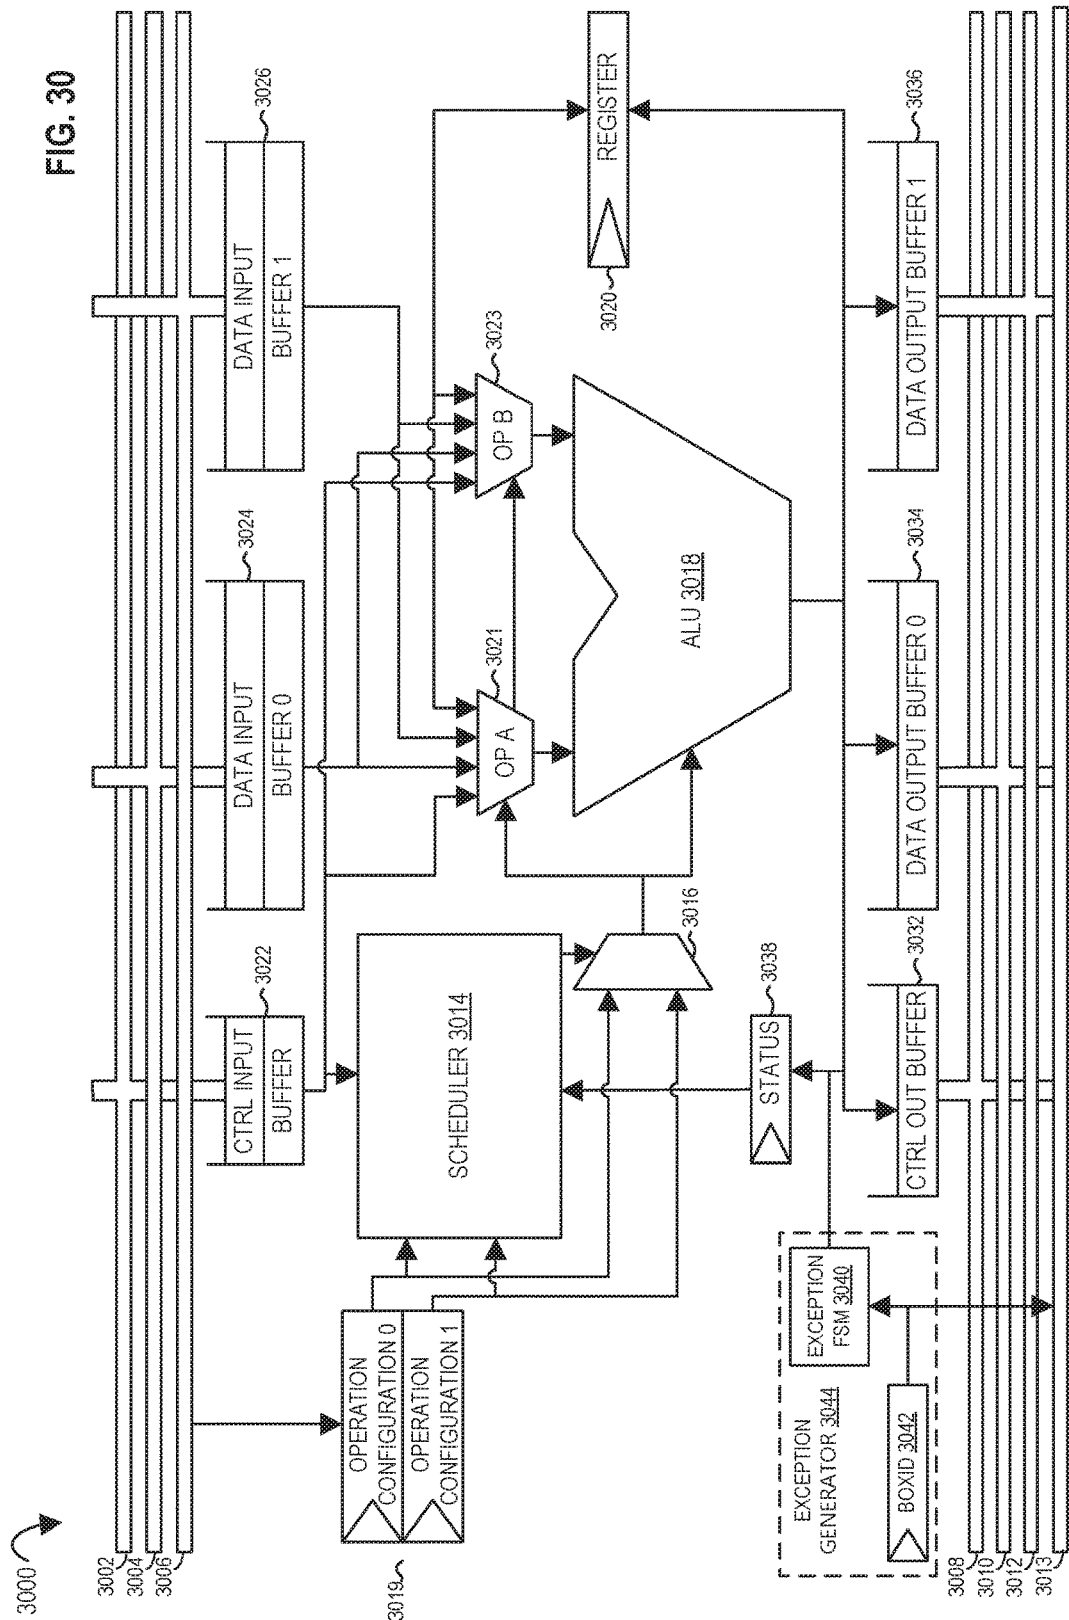 FIG. 30
3000
3002
3004
3006
CTRL INPUT
BUFFER
3022
DATA INPUT
BUFFER 0
3024
DATA INPUT
BUFFER 1
3026
OPERATION
CONFIGURATION 0
OPERATION
CONFIGURATION 1
3019
SCHEDULER 3014
3016
OP A
3021
OP B
3023
ALU 3018
REGISTER
3020
STATUS
3038
EXCEPTION
GENERATOR 3044
EXCEPTION
FSM 3040
BOXID 3042
CTRL OUT BUFFER
3032
DATA OUTPUT BUFFER 0
3034
DATA OUTPUT BUFFER 1
3036
3008
3010
3012
3013